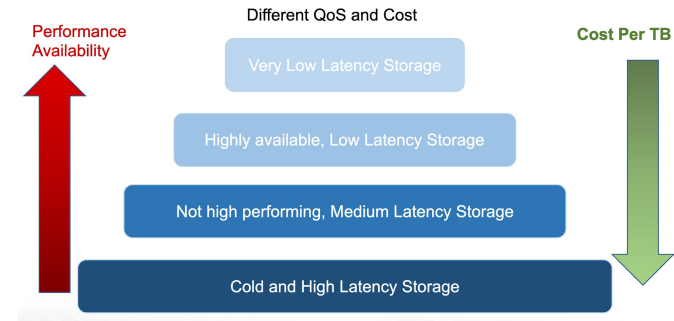 Different QoS and Cost
Performance
Availability
Cost Per TB
Very Low Latency Storage
Highly available, Low Latency Storage
Not high performing, Medium Latency Storage
Cold and High Latency Storage